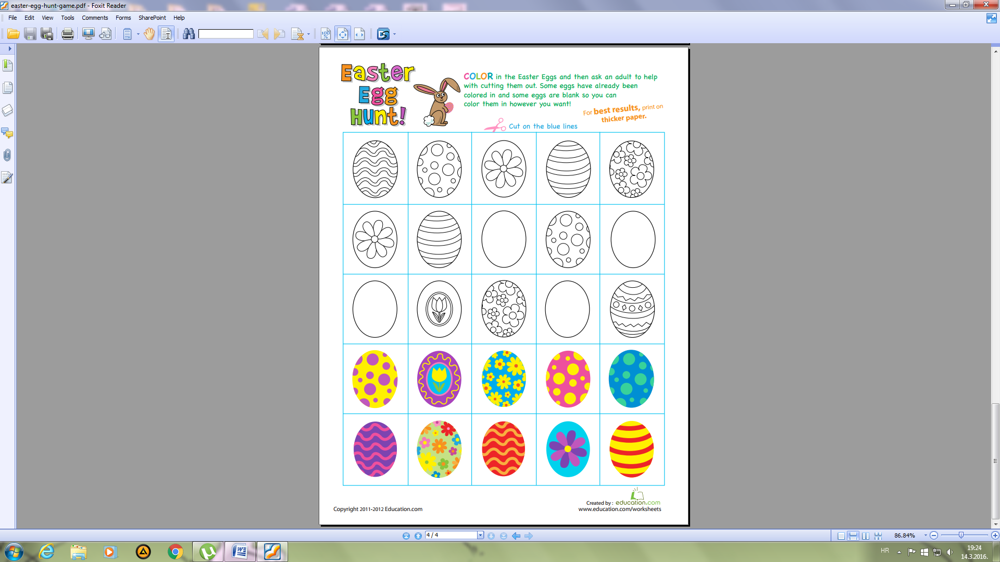 easter-egg-hunt-game.pdf - Foxit Reader
File Edit View Tools Comments Forms SharePoint Help
100 %
Easter
Egg
Hunt!
COLOR in the Easter Eggs and then ask an adult to help
with cutting them out. Some eggs have already been
colored in and some eggs are blank so you can
color them in however you want!
For best results, print on
thicker paper.
Cut on the blue lines
Copyright 2011-2012 Education.com
Created by : education.com
www.education.com/worksheets
4 / 4
86.84%
HR
19:24
14.3.2016.